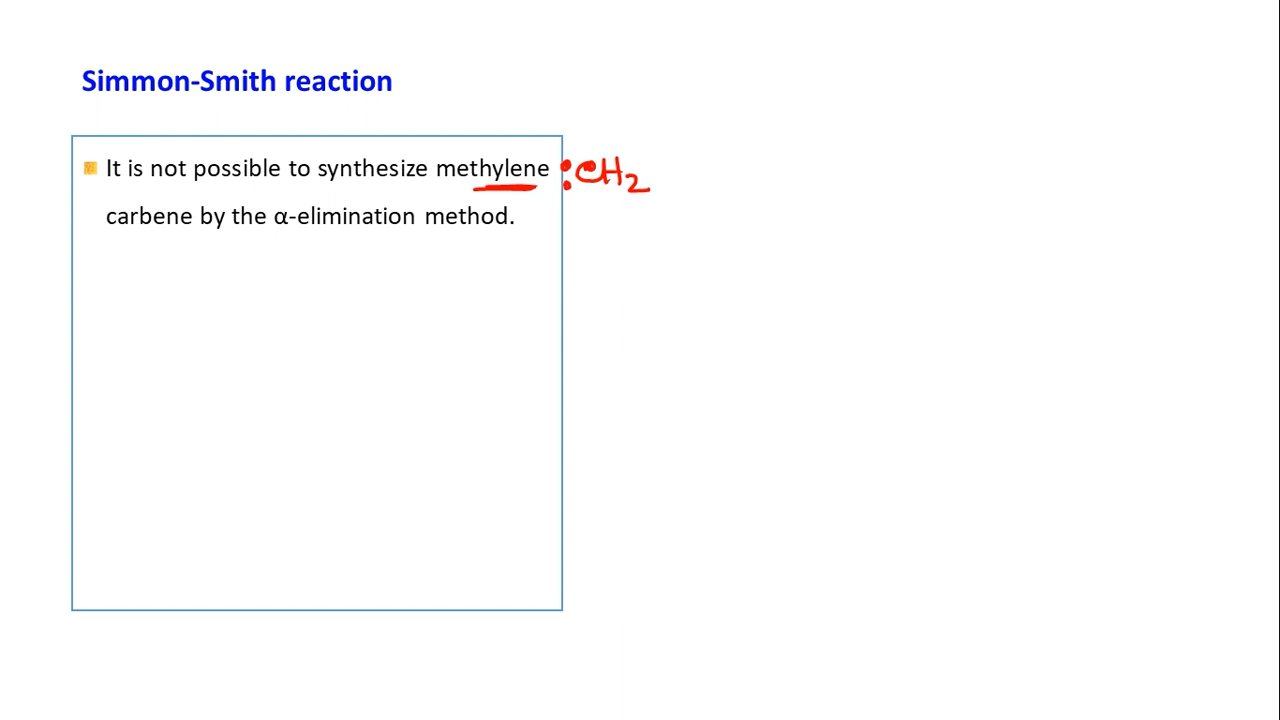 Simmon-Smith reaction
It is not possible to synthesize methylene :CH2
carbene by the α-elimination method.